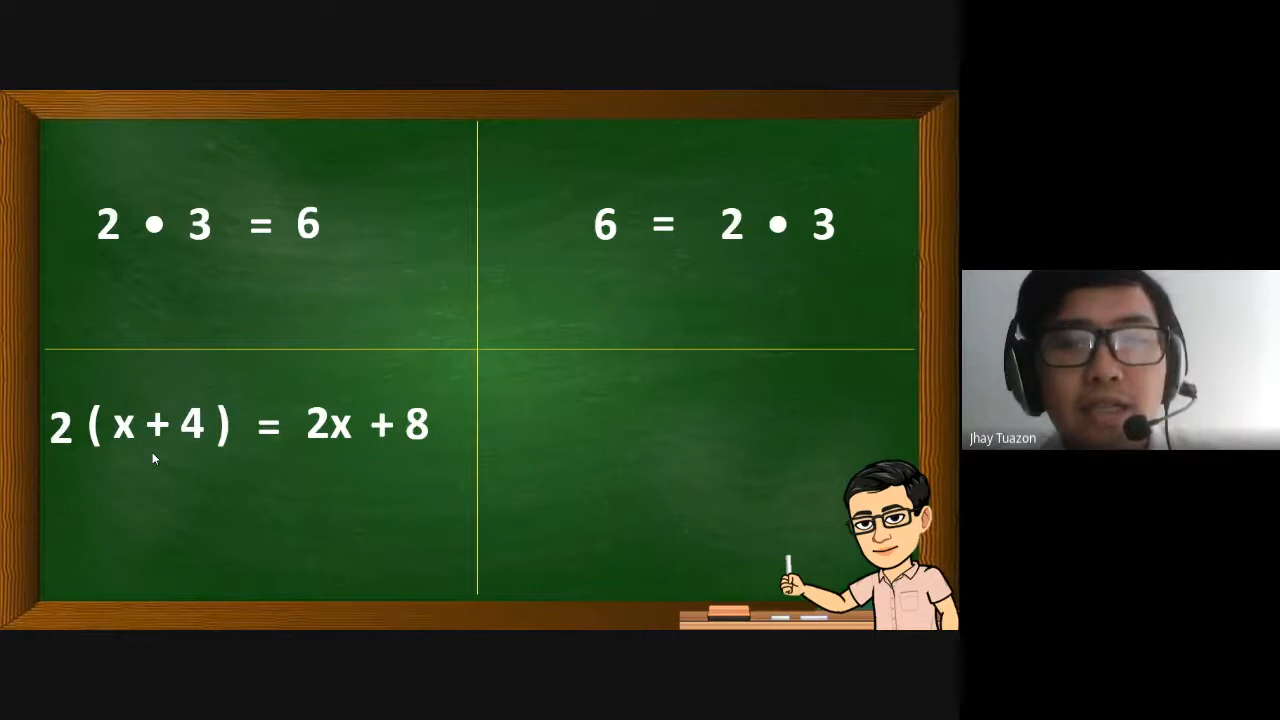 2 • 3 = 6
6 = 2 • 3
2 ( x + 4 ) = 2x + 8
Jhay Tuazon